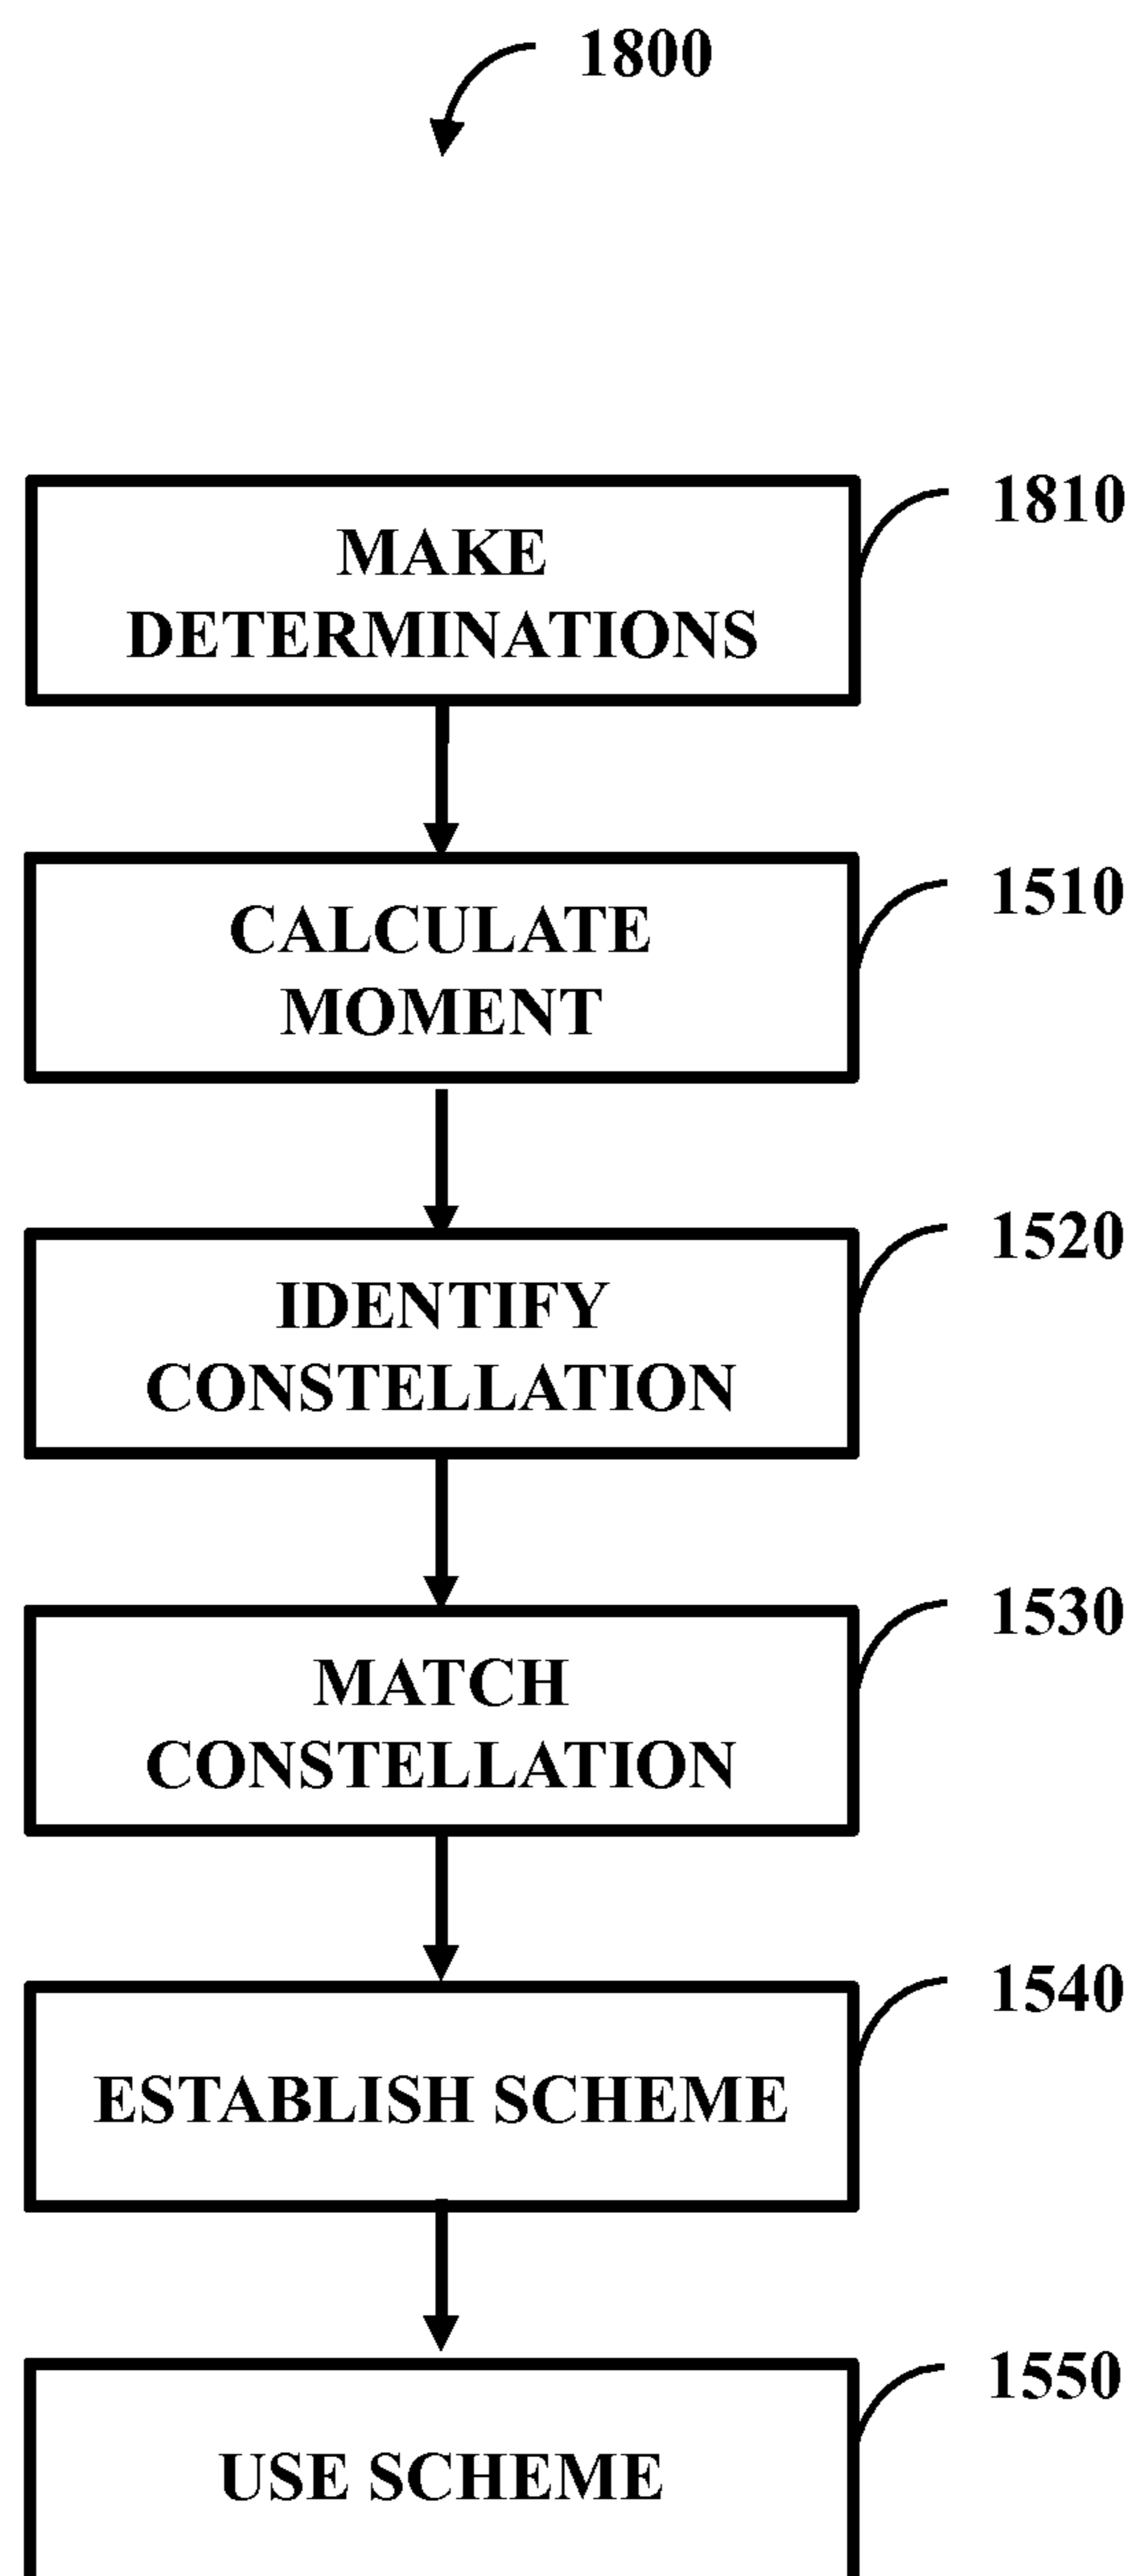 1800
1810
MAKE
DETERMINATIONS
1510
CALCULATE
MOMENT
1520
IDENTIFY
CONSTELLATION
1530
MATCH
CONSTELLATION
1540
ESTABLISH SCHEME
1550
USE SCHEME